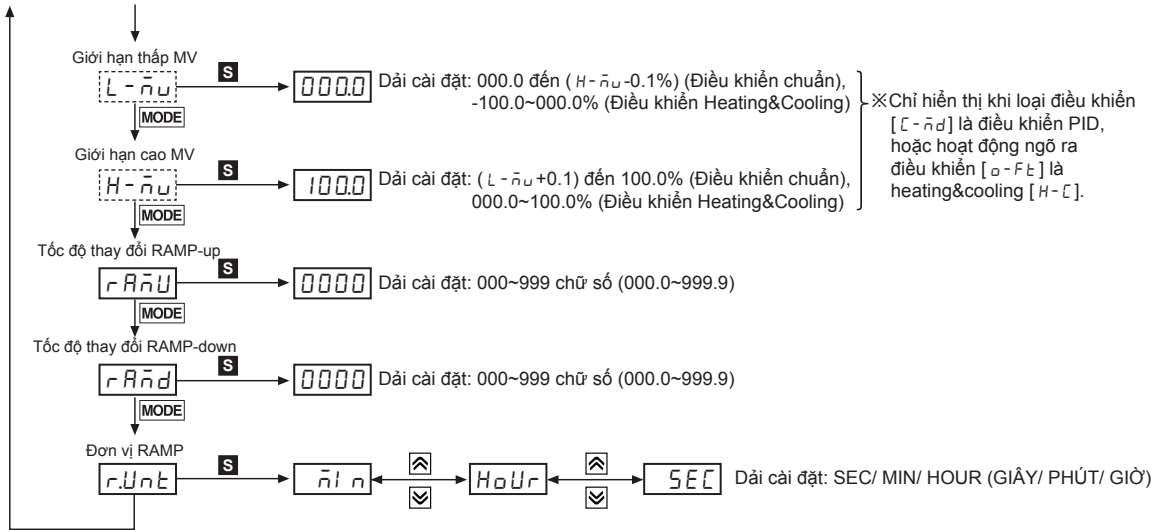 Giới hạn thấp MV
L-ñu S 000.0 Dải cài đặt: 000.0 đến ( H-ñu-0.1%) (Điều khiển chuẩn),
-100.0~000.0% (Điều khiển Heating&Cooling)
MODE
Giới hạn cao MV
H-ñu S 100.0 Dải cài đặt: ( L-ñu+0.1) đến 100.0% (Điều khiển chuẩn),
000.0~100.0% (Điều khiển Heating&Cooling)
MODE
※Chỉ hiển thị khi loại điều khiển
[ C-ñd] là điều khiển PID,
hoặc hoạt động ngõ ra
điều khiển [ o-Ft] là
heating&cooling [ H-C].
Tốc độ thay đổi RAMP-up
rAñU S 0000 Dải cài đặt: 000~999 chữ số (000.0~999.9)
MODE
Tốc độ thay đổi RAMP-down
rAñd S 0000 Dải cài đặt: 000~999 chữ số (000.0~999.9)
MODE
Đơn vị RAMP
r.Unt S ñI n HoUr SEC Dải cài đặt: SEC/ MIN/ HOUR (GIÂY/ PHÚT/ GIỜ)